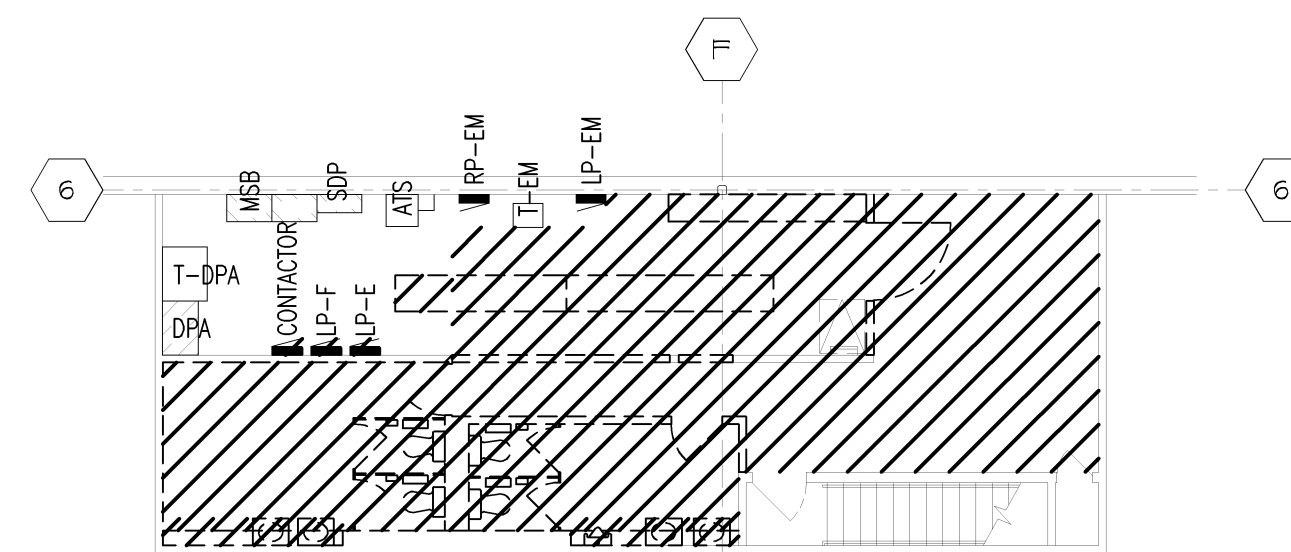 F
6
6
MSB
SDP
ATS
RP-EM
T-EM
LP-EM
T-DPA
DPA
CONTACTOR
LP-F
LP-E